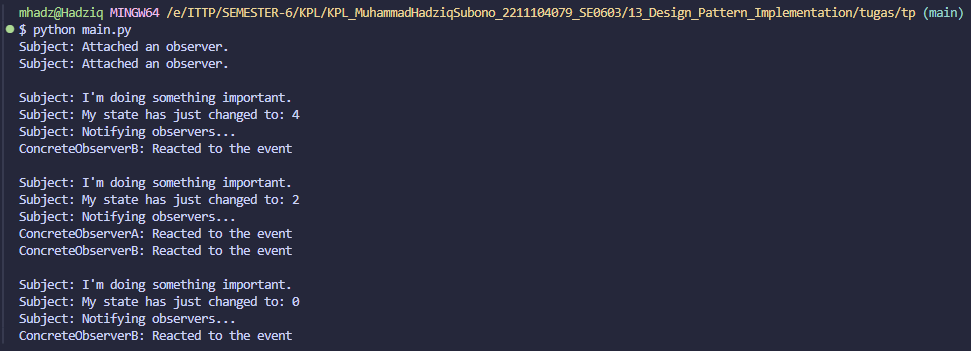 mhadz@Hadziq MINGW64 /e/ITTP/SEMESTER-6/KPL/KPL_MuhammadHadziqSubono_2211104079_SE0603/13_Design_Pattern_Implementation/tugas/tp (main)
$ python main.py
Subject: Attached an observer.
Subject: Attached an observer.

Subject: I'm doing something important.
Subject: My state has just changed to: 4
Subject: Notifying observers...
ConcreteObserverB: Reacted to the event

Subject: I'm doing something important.
Subject: My state has just changed to: 2
Subject: Notifying observers...
ConcreteObserverA: Reacted to the event
ConcreteObserverB: Reacted to the event

Subject: I'm doing something important.
Subject: My state has just changed to: 0
Subject: Notifying observers...
ConcreteObserverB: Reacted to the event